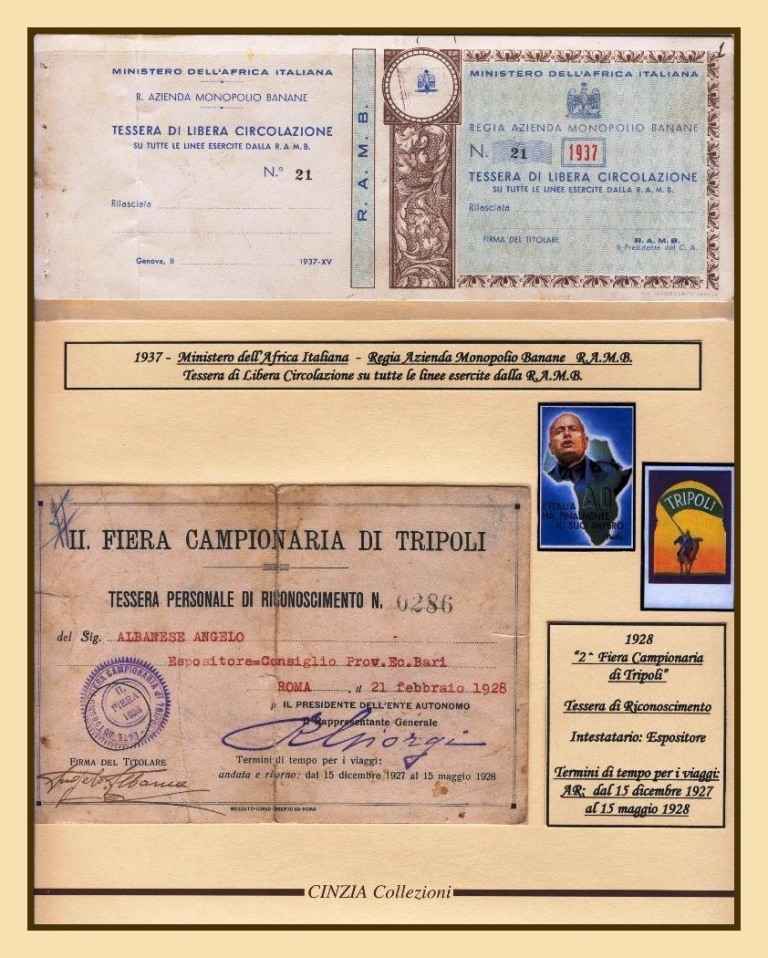 MINISTERO DELL'AFRICA ITALIANA
R. AZIENDA MONOPOLIO BANANE
TESSERA DI LIBERA CIRCOLAZIONE
SU TUTTE LE LINEE ESERCITE DALLA R.A.M.B.
N.° 21
Rilasciata
Genova, li 1937-XV
R. A. M. B.
1
MINISTERO DELL'AFRICA ITALIANA
REGIA AZIENDA MONOPOLIO BANANE
N. 21 1937
TESSERA DI LIBERA CIRCOLAZIONE
SU TUTTE LE LINEE ESERCITE DALLA R.A.M.B.
Rilasciata
FIRMA DEL TITOLARE
R.A.M.B.
Il Presidente del C. A.
1937 - Ministero dell'Africa Italiana - Regia Azienda Monopolio Banane R.A.M.B.
Tessera di Libera Circolazione su tutte le linee esercite dalla R.A.M.B.
L'ITALIA
HA FINALMENTE
IL SUO IMPERO
TRIPOLI
II. FIERA CAMPIONARIA DI TRIPOLI
TESSERA PERSONALE DI RICONOSCIMENTO N. 0286
del Sig. ALBANESE ANGELO
Espositore=Consiglio Prov.Ec.Bari
ROMA, d 21 febbraio 1928
p. IL PRESIDENTE DELL'ENTE AUTONOMO
Il Rappresentante Generale
FIRMA DEL TITOLARE
Termini di tempo per i viaggi:
andata e ritorno: dal 15 dicembre 1927 al 15 maggio 1928
1928
"2^ Fiera Campionaria
di Tripoli"
Tessera di Riconoscimento
Intestatario: Espositore
Termini di tempo per i viaggi:
AR: dal 15 dicembre 1927
al 15 maggio 1928
CINZIA Collezioni